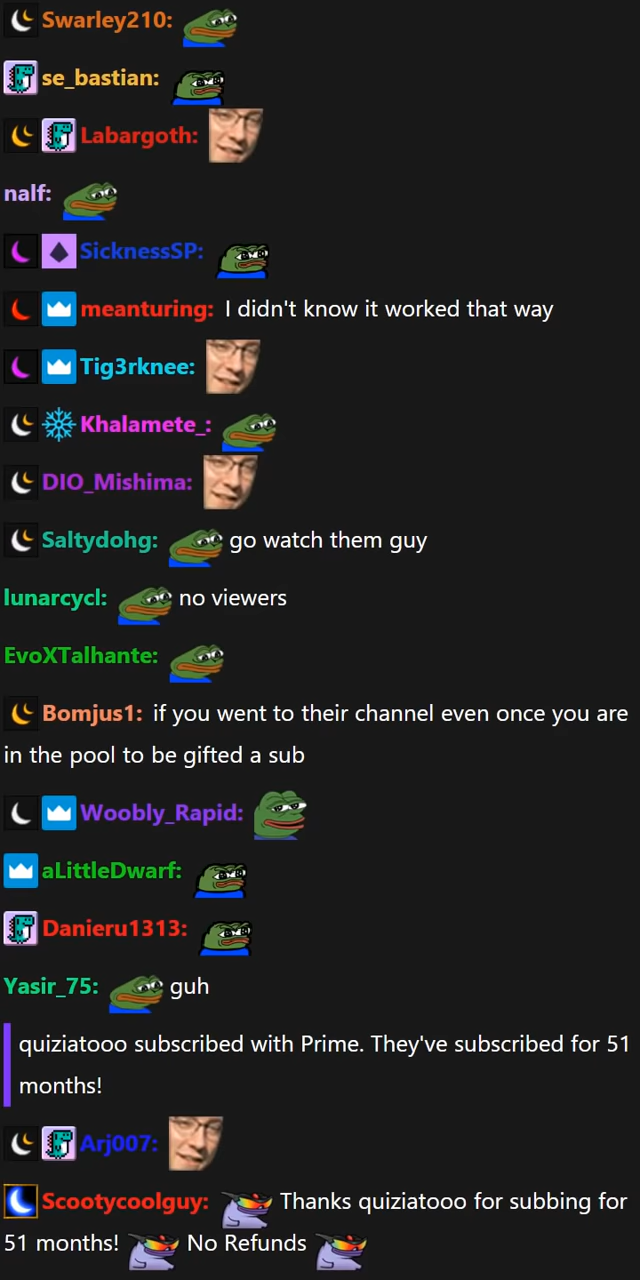 Swarley210:
se_bastian:
Labargoth:
nalf:
SicknessSP:
meanturing: I didn't know it worked that way
Tig3rknee:
Khalamete_:
DIO_Mishima:
Saltydohg: go watch them guy
lunarcycl: no viewers
EvoXTalhante:
Bomjus1: if you went to their channel even once you are
in the pool to be gifted a sub
Woobly_Rapid:
aLittleDwarf:
Danieru1313:
Yasir_75: guh
quiziatooo subscribed with Prime. They've subscribed for 51
months!
Arj007:
Scootycoolguy: Thanks quiziatooo for subbing for
51 months! No Refunds